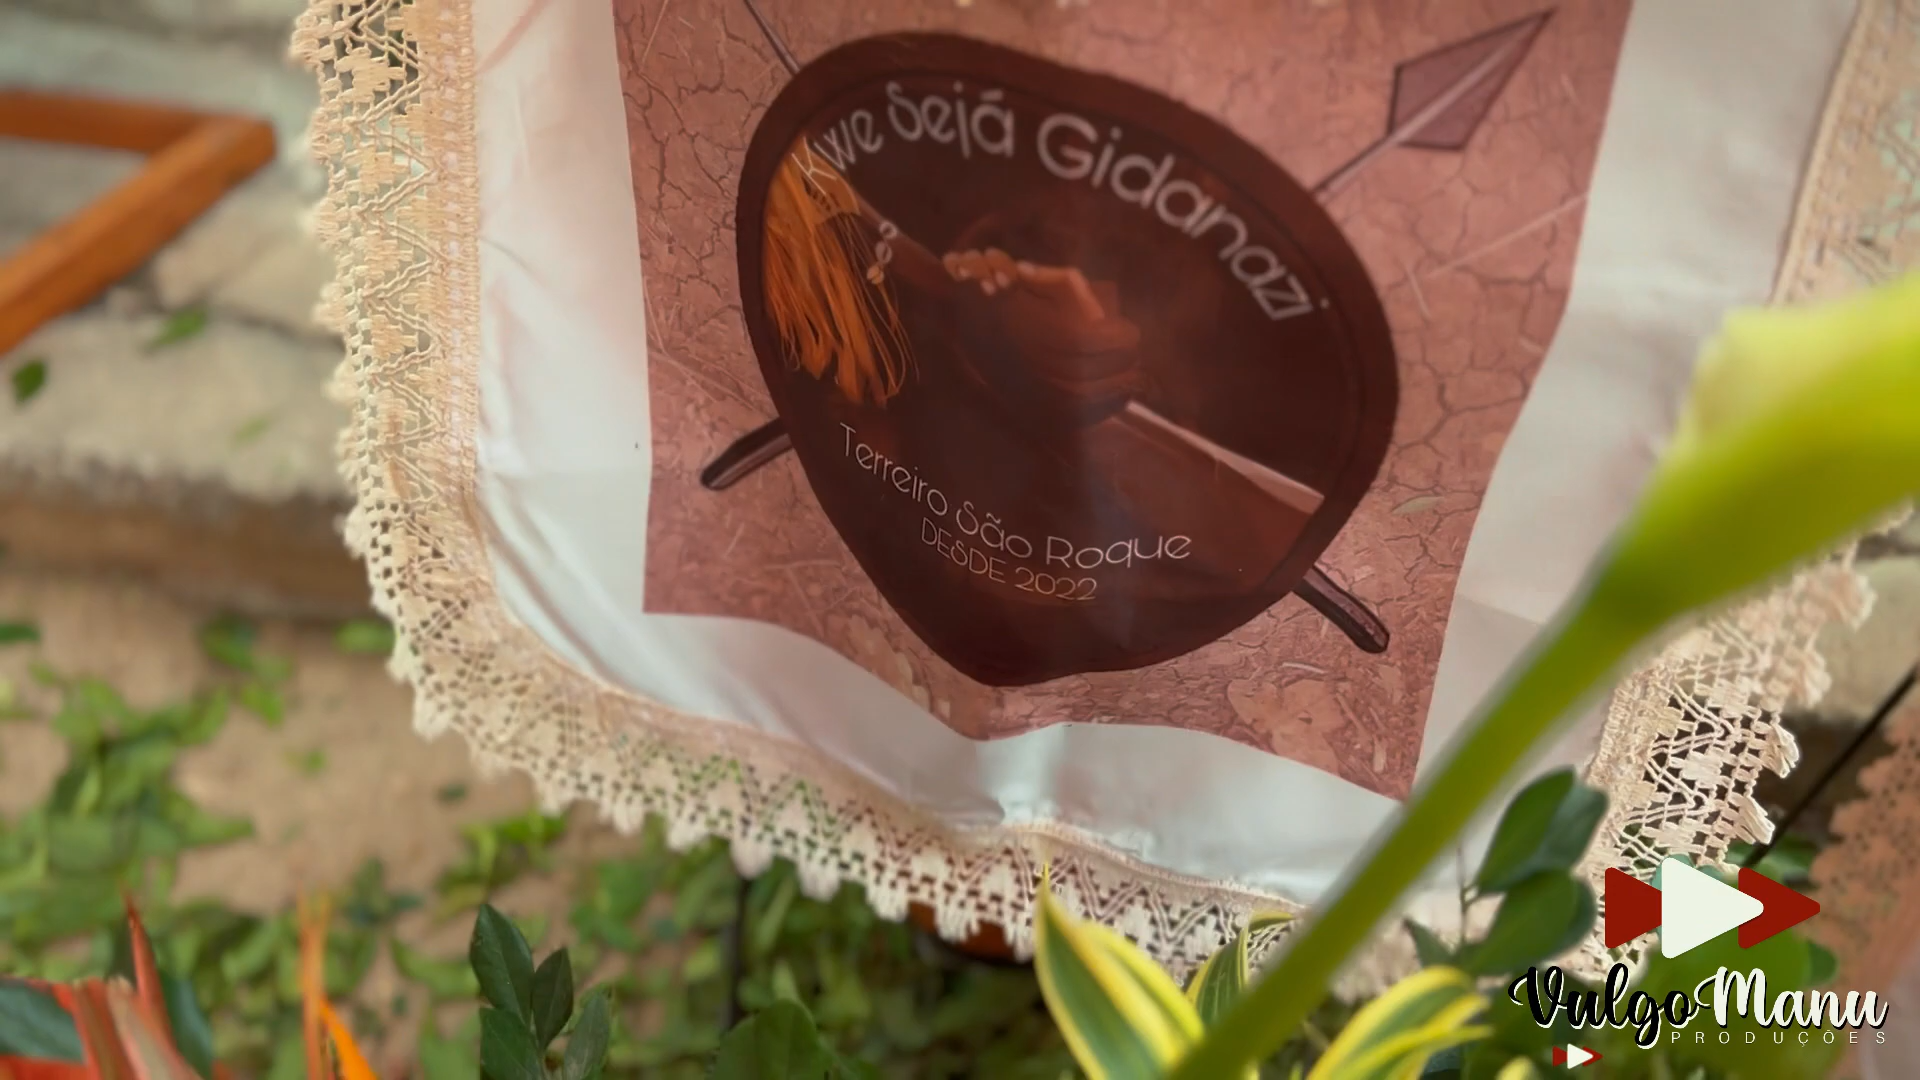 Kwe Sejá Gidanazi
Terreiro São Roque
DESDE 2022
VulgoManu
PRODUÇÕES